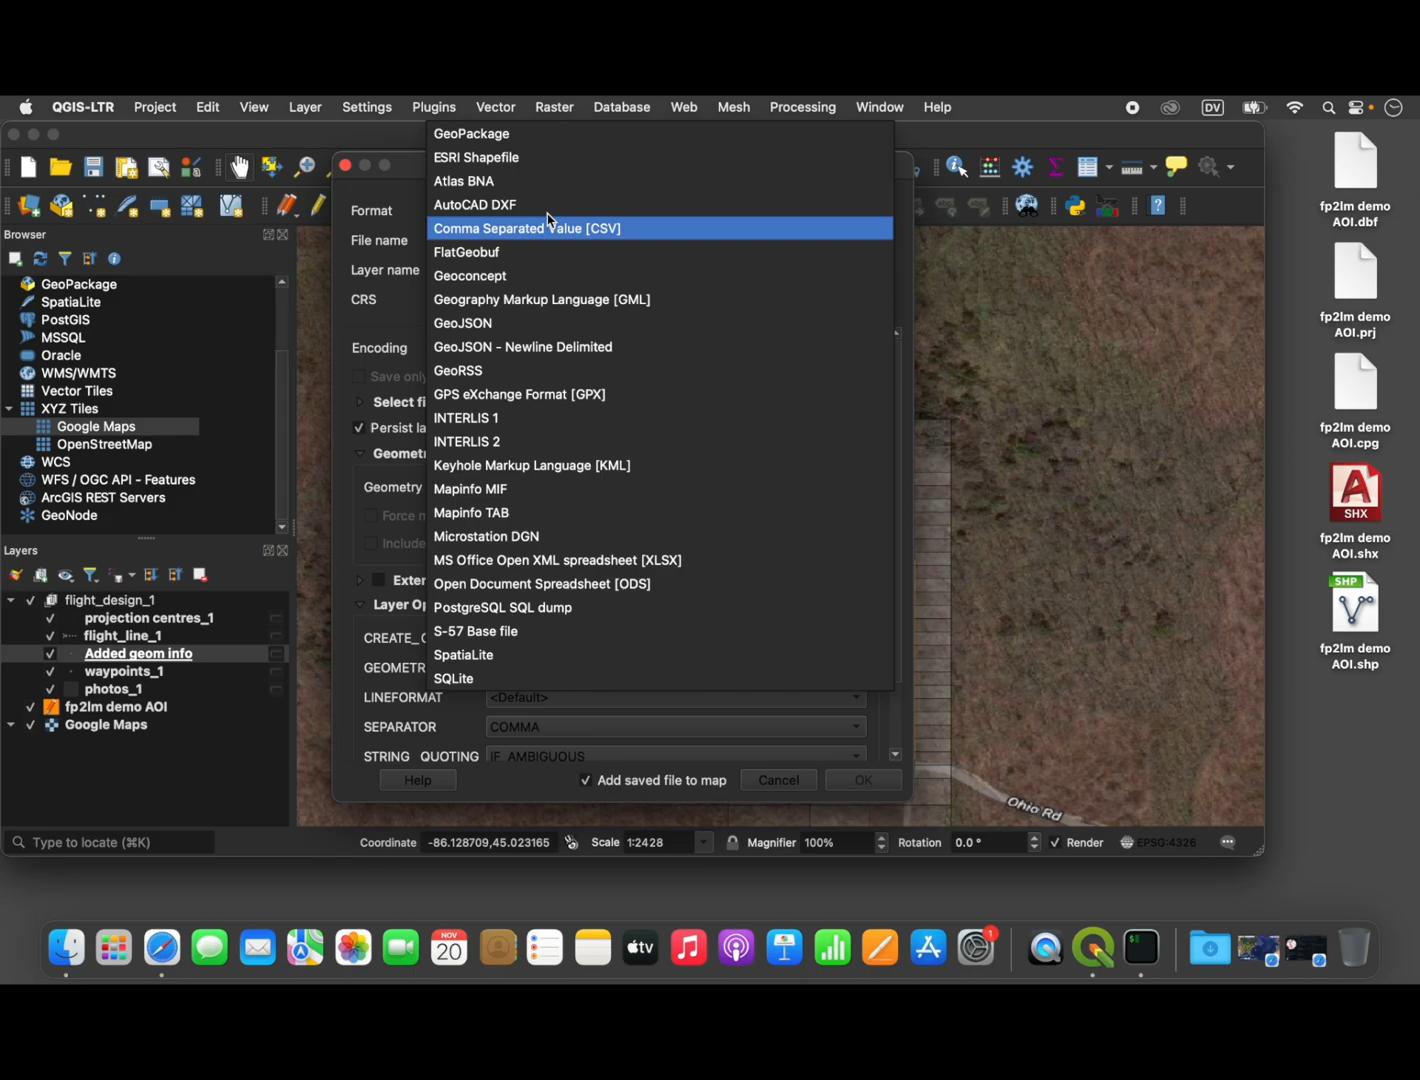 QGIS-LTR Project Edit View Layer Settings Plugins Vector Raster Database Web Mesh Processing Window Help DV
Format
File name
Layer name
CRS
Encoding
Save only
Select fi
Persist la
Geometr
Geometry
Force m
Include
Exter
Layer Op
CREATE_C
GEOMETR
LINEFORMAT <Default>
SEPARATOR COMMA
STRING_QUOTING IF_AMBIGUOUS
Help Add saved file to map Cancel OK
GeoPackage
ESRI Shapefile
Atlas BNA
AutoCAD DXF
Comma Separated Value [CSV]
FlatGeobuf
Geoconcept
Geography Markup Language [GML]
GeoJSON
GeoJSON - Newline Delimited
GeoRSS
GPS eXchange Format [GPX]
INTERLIS 1
INTERLIS 2
Keyhole Markup Language [KML]
Mapinfo MIF
Mapinfo TAB
Microstation DGN
MS Office Open XML spreadsheet [XLSX]
Open Document Spreadsheet [ODS]
PostgreSQL SQL dump
S-57 Base file
SpatiaLite
SQLite
Browser
GeoPackage
SpatiaLite
PostGIS
MSSQL
Oracle
WMS/WMTS
Vector Tiles
XYZ Tiles
Google Maps
OpenStreetMap
WCS
WFS / OGC API - Features
ArcGIS REST Servers
GeoNode
Layers
flight_design_1
projection centres_1
flight_line_1
Added geom info
waypoints_1
photos_1
fp2lm demo AOI
Google Maps
Ohio Rd
Type to locate (⌘K) Coordinate -86.128709,45.023165 Scale 1:2428 Magnifier 100% Rotation 0.0 ° Render EPSG:4326
fp2lm demo
AOI.dbf
fp2lm demo
AOI.prj
fp2lm demo
AOI.cpg
A
SHX
fp2lm demo
AOI.shx
SHP
fp2lm demo
AOI.shp
NOV
20
tv
1
$